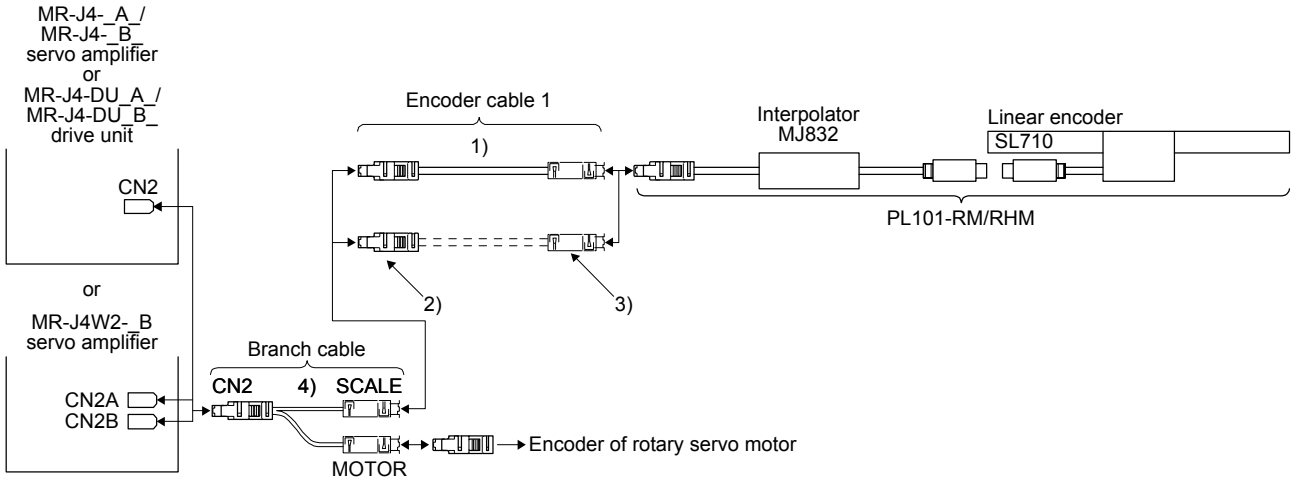 MR-J4-_A_/
MR-J4-_B_
servo amplifier
or
MR-J4-DU_A_/
MR-J4-DU_B_
drive unit
CN2
or
MR-J4W2-_B
servo amplifier
CN2A
CN2B
Branch cable
CN2 4) SCALE
MOTOR
Encoder of rotary servo motor
Encoder cable 1
1)
2)
3)
Interpolator
MJ832
Linear encoder
SL710
PL101-RM/RHM